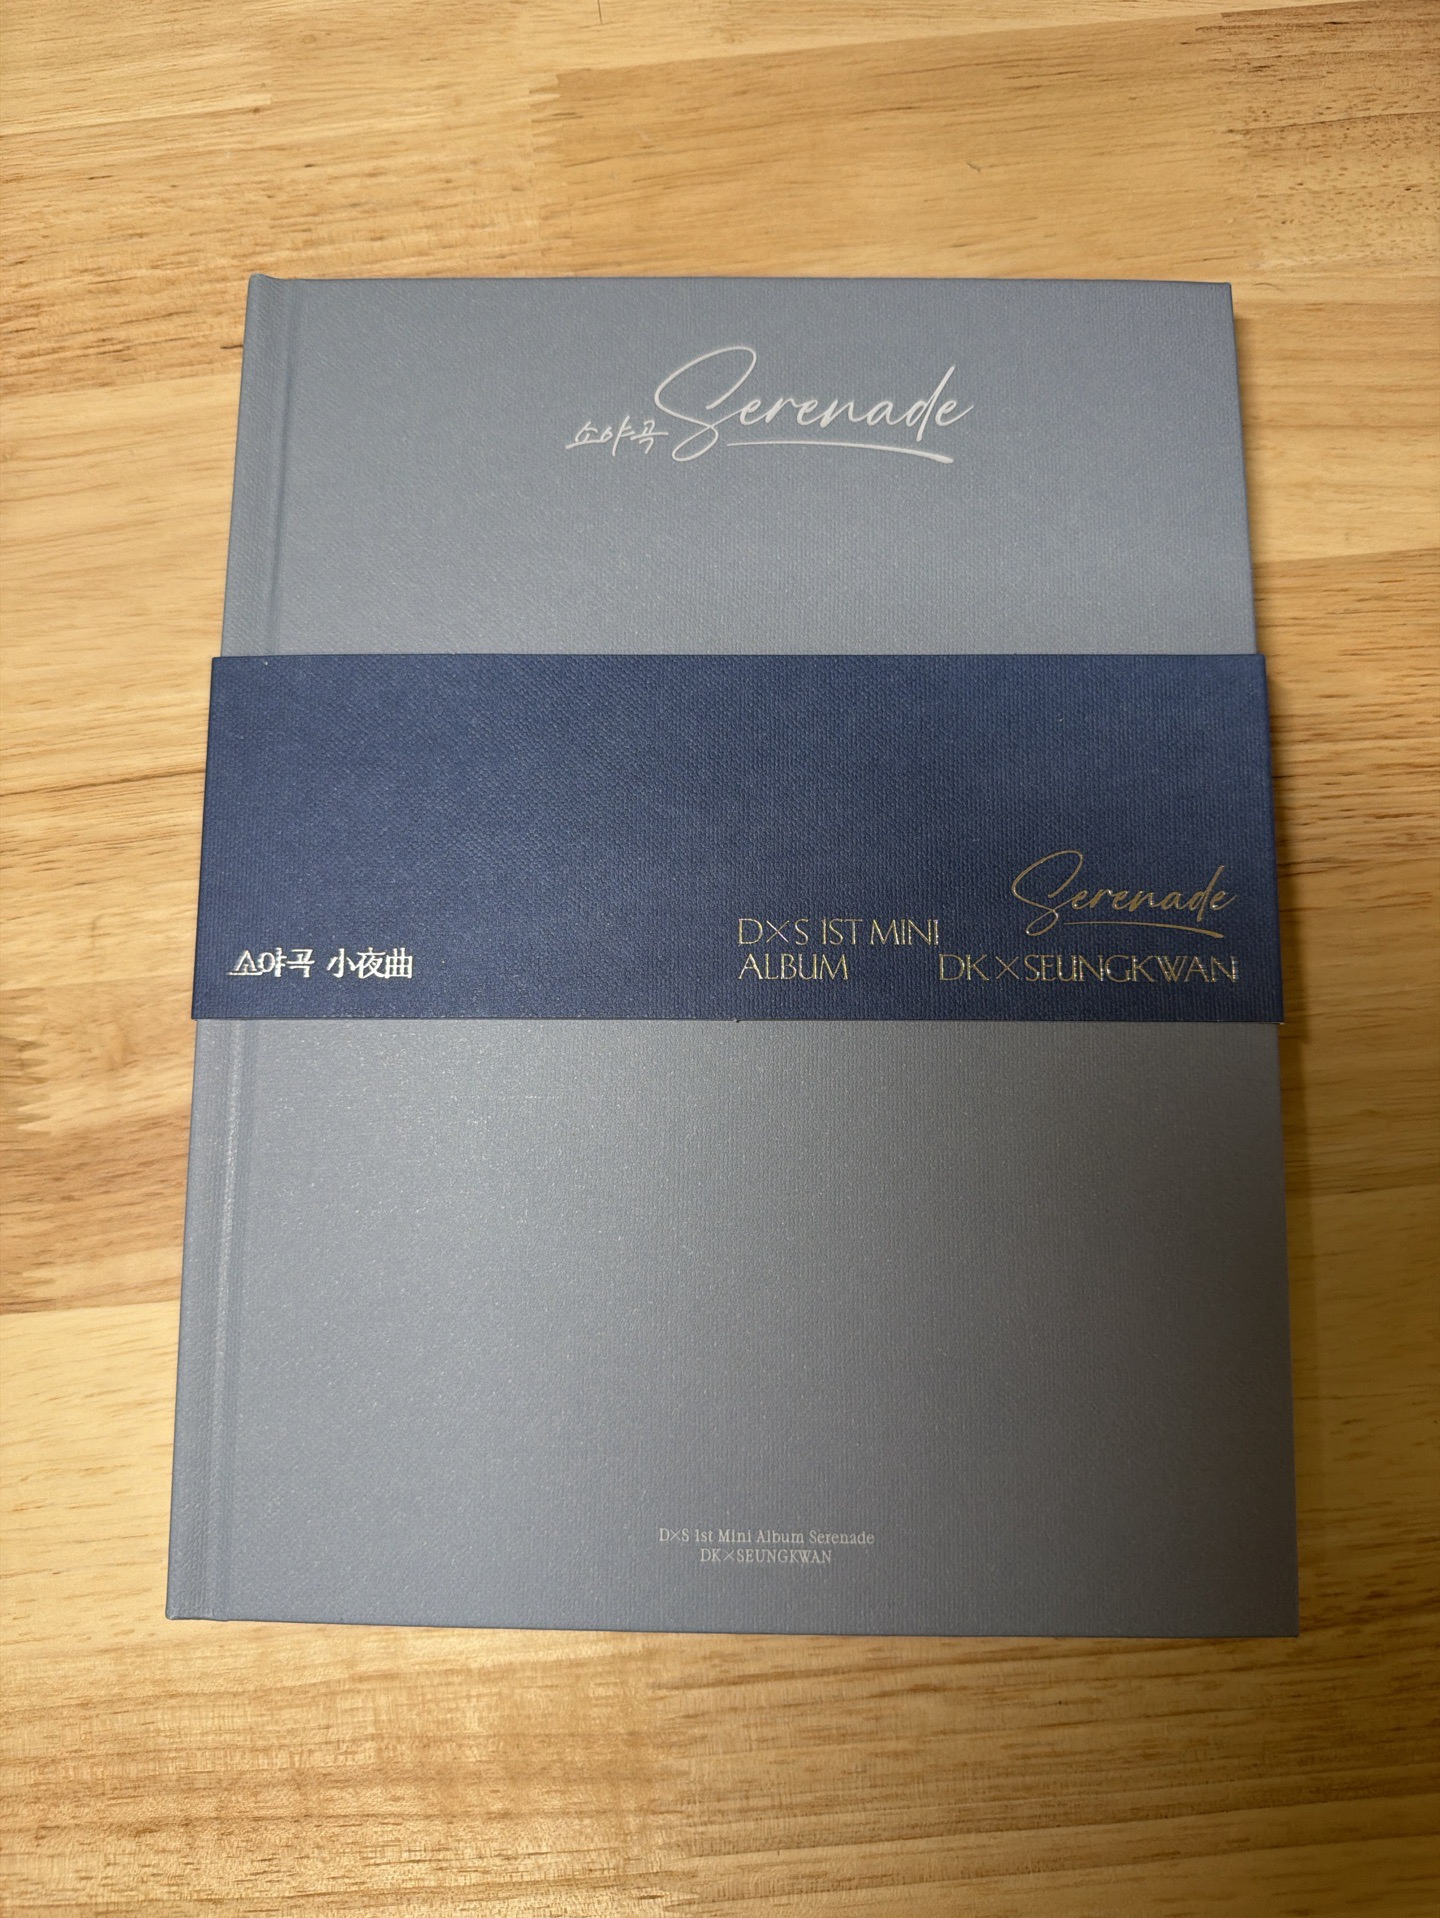 소야곡 Serenade
Serenade
D×S 1ST MINI
ALBUM DK×SEUNGKWAN
소야곡 小夜曲
D×S 1st Mini Album Serenade
DK×SEUNGKWAN